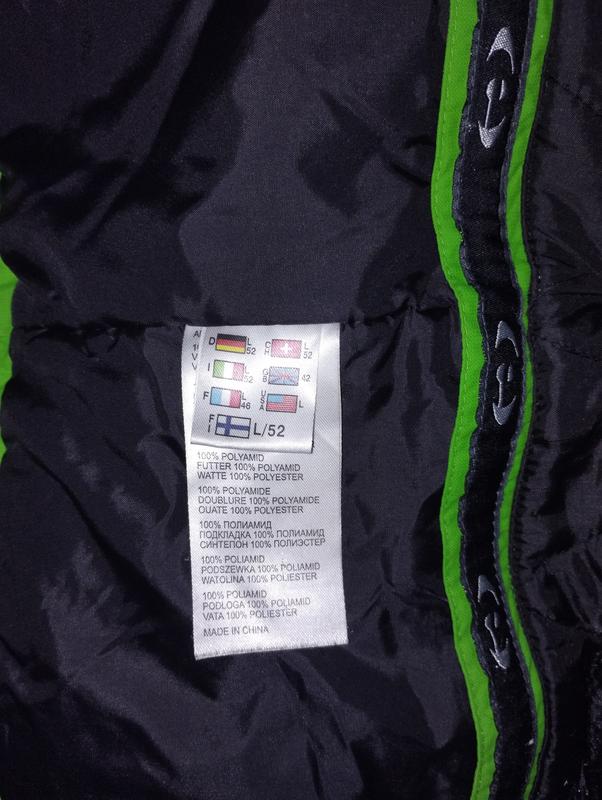 D L 52
CH L 52
I L 52
GB 42
F L 46
USA L
FI L/52
100% POLYAMID
FUTTER 100% POLYAMID
WATTE 100% POLYESTER
100% POLYAMIDE
DOUBLURE 100% POLYAMIDE
OUATE 100% POLYESTER
100% ПОЛИАМИД
ПОДКЛАДКА 100% ПОЛИАМИД
СИНТЕПОН 100% ПОЛИЭСТЕР
100% POLIAMID
PODSZEWKA 100% POLIAMID
WATOLINA 100% POLIESTER
100% POLIAMID
PODLOGA 100% POLIAMID
VATA 100% POLIESTER
MADE IN CHINA